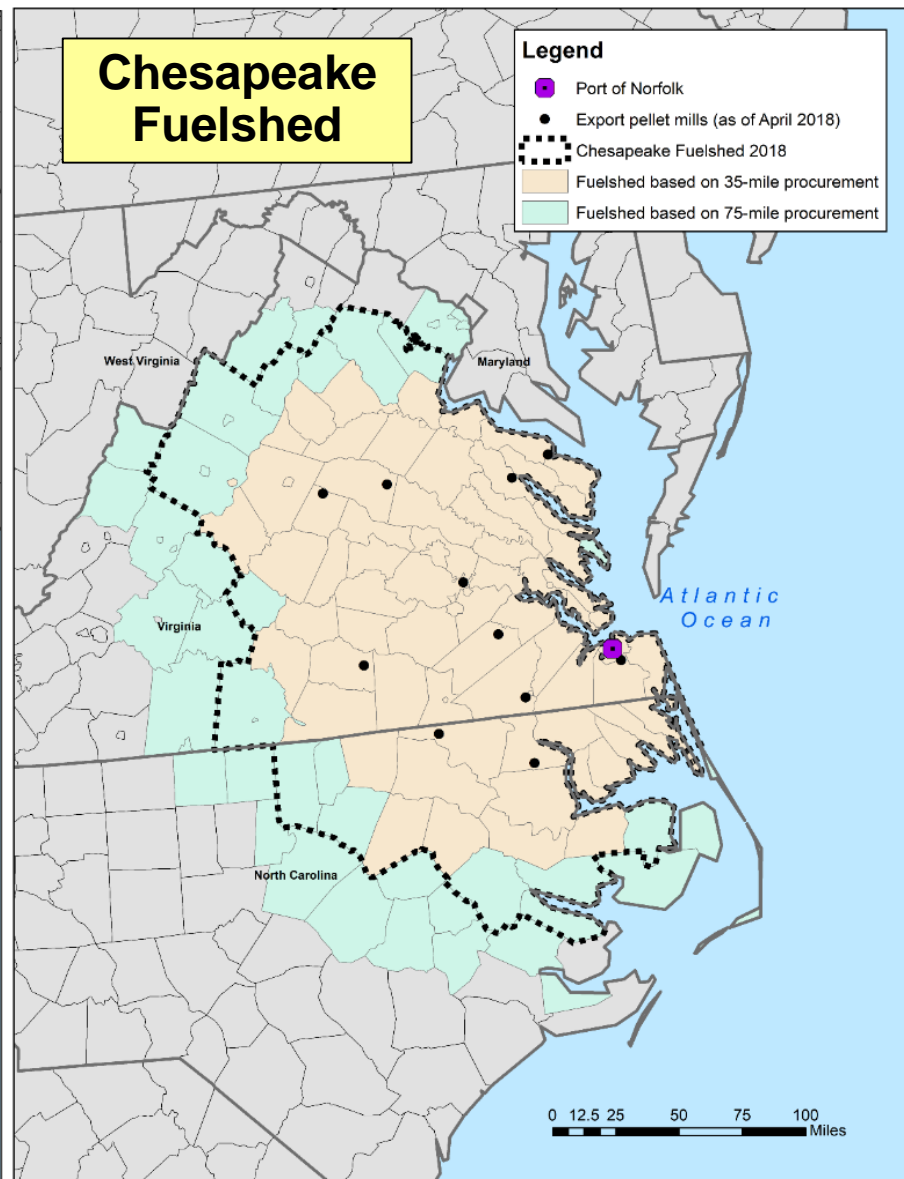 Chesapeake
Fuelshed
Legend
Port of Norfolk
Export pellet mills (as of April 2018)
Chesapeake Fuelshed 2018
Fuelshed based on 35-mile procurement
Fuelshed based on 75-mile procurement
West Virginia
Maryland
Atlantic
Ocean
Virginia
North Carolina
0 12.5 25 50 75 100
Miles